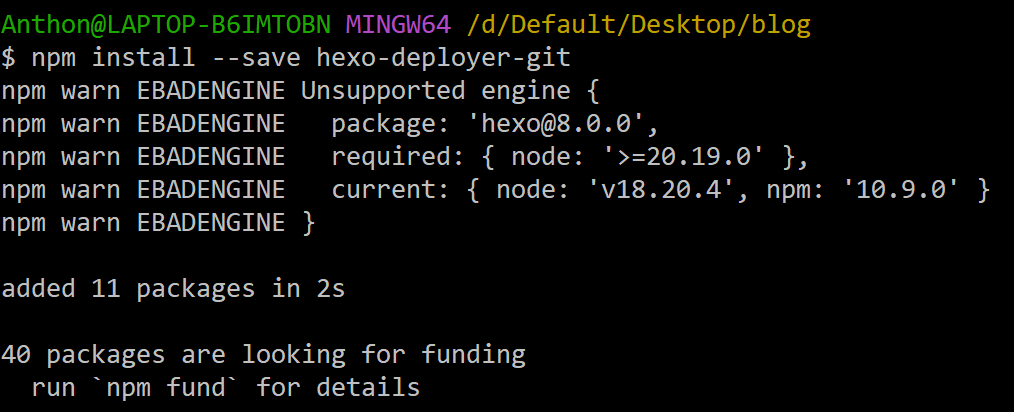 Anthon@LAPTOP-B6IMTOBN MINGW64 /d/Default/Desktop/blog
$ npm install --save hexo-deployer-git
npm warn EBADENGINE Unsupported engine {
npm warn EBADENGINE   package: 'hexo@8.0.0',
npm warn EBADENGINE   required: { node: '>=20.19.0' },
npm warn EBADENGINE   current: { node: 'v18.20.4', npm: '10.9.0' }
npm warn EBADENGINE }
added 11 packages in 2s
40 packages are looking for funding
  run `npm fund` for details